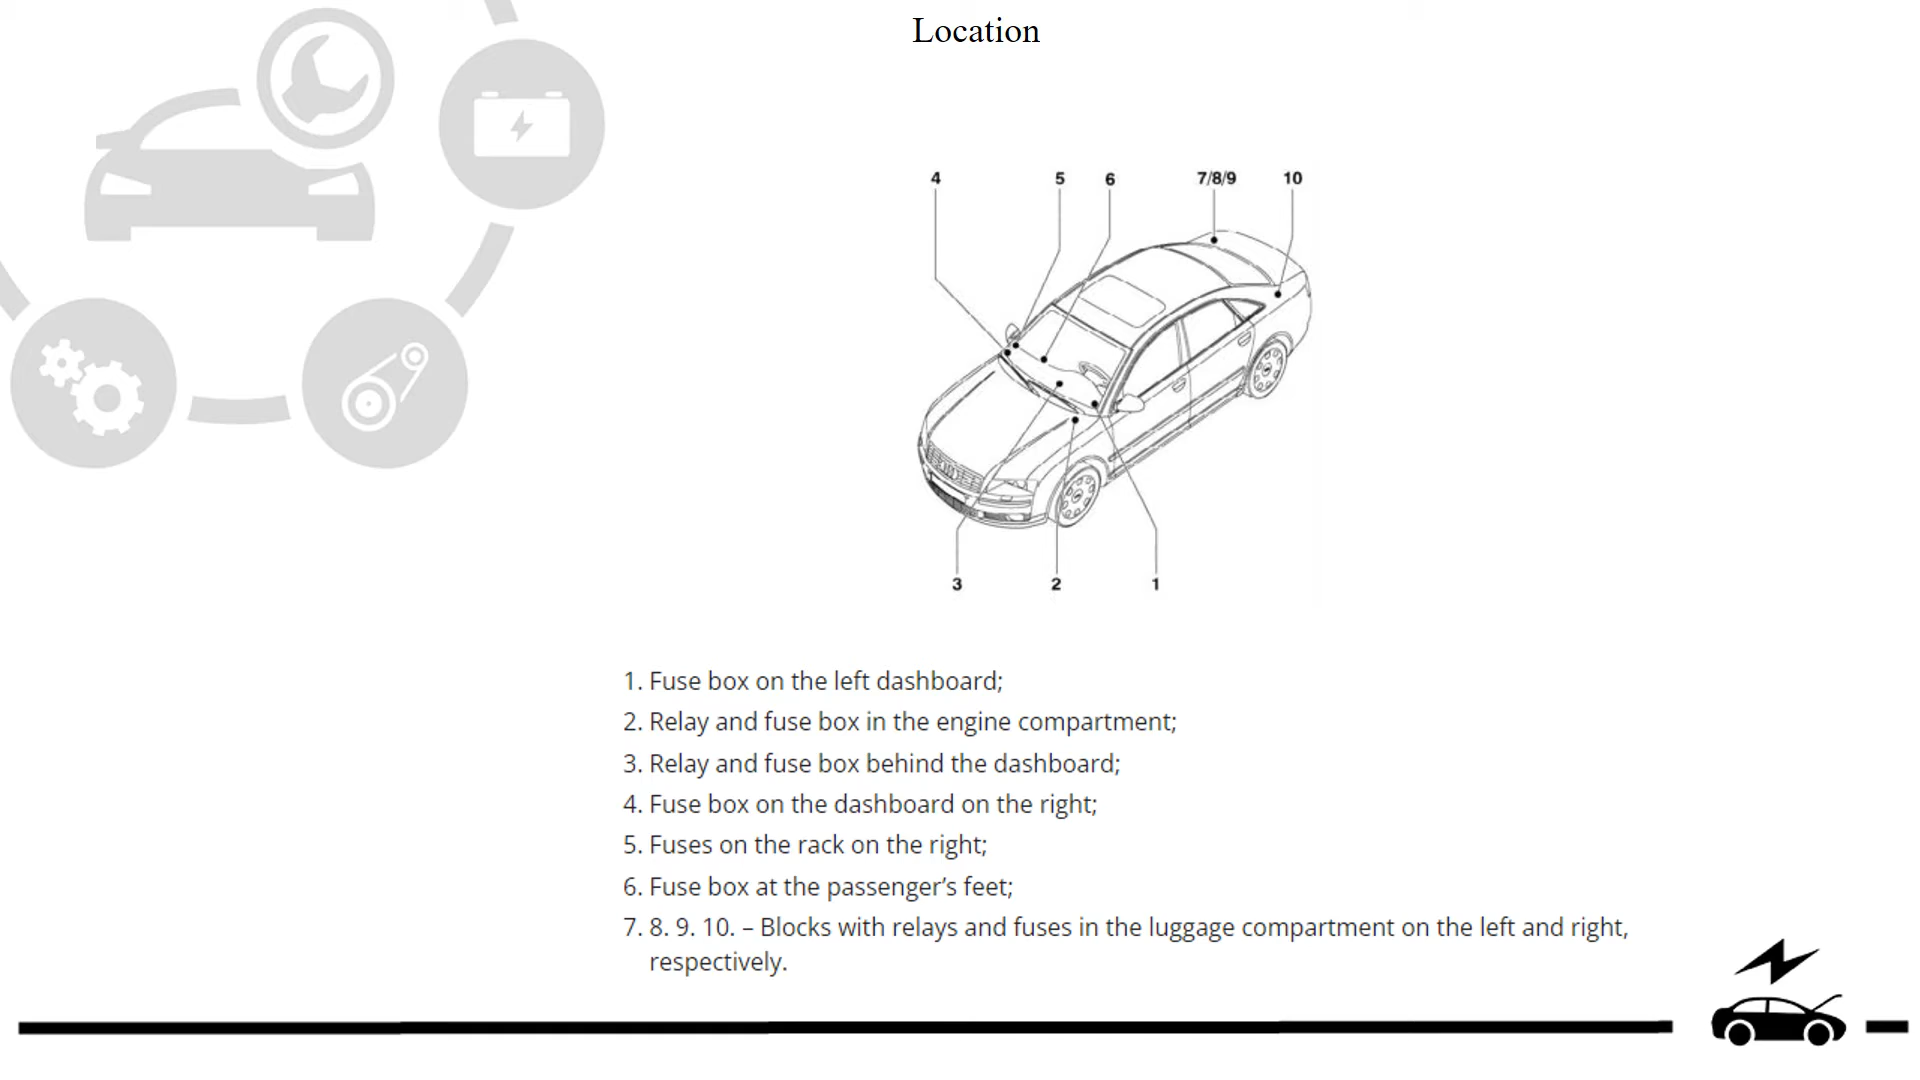 Location
4 5 6 7/8/9 10
3 2 1
1. Fuse box on the left dashboard;
2. Relay and fuse box in the engine compartment;
3. Relay and fuse box behind the dashboard;
4. Fuse box on the dashboard on the right;
5. Fuses on the rack on the right;
6. Fuse box at the passenger’s feet;
7. 8. 9. 10. – Blocks with relays and fuses in the luggage compartment on the left and right,
respectively.